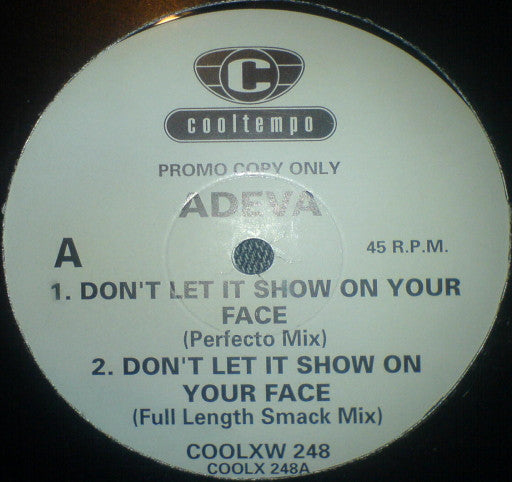 C
cooltempo
PROMO COPY ONLY
ADEVA
A
45 R.P.M.
1. DON'T LET IT SHOW ON YOUR
FACE
(Perfecto Mix)
2. DON'T LET IT SHOW ON
YOUR FACE
(Full Length Smack Mix)
COOLXW 248
COOLX 248A